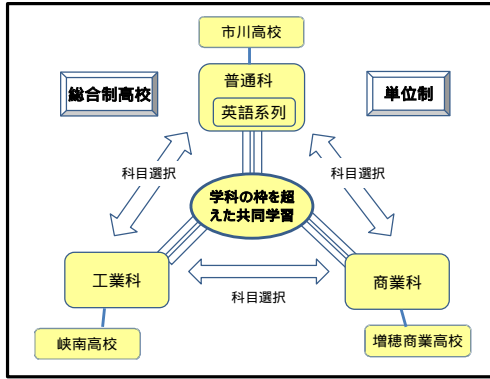 市川高校
普通科
英語系列
総合制高校
単位制
科目選択
科目選択
学科の枠を超
えた共同学習
工業科
商業科
科目選択
峡南高校
増穂商業高校